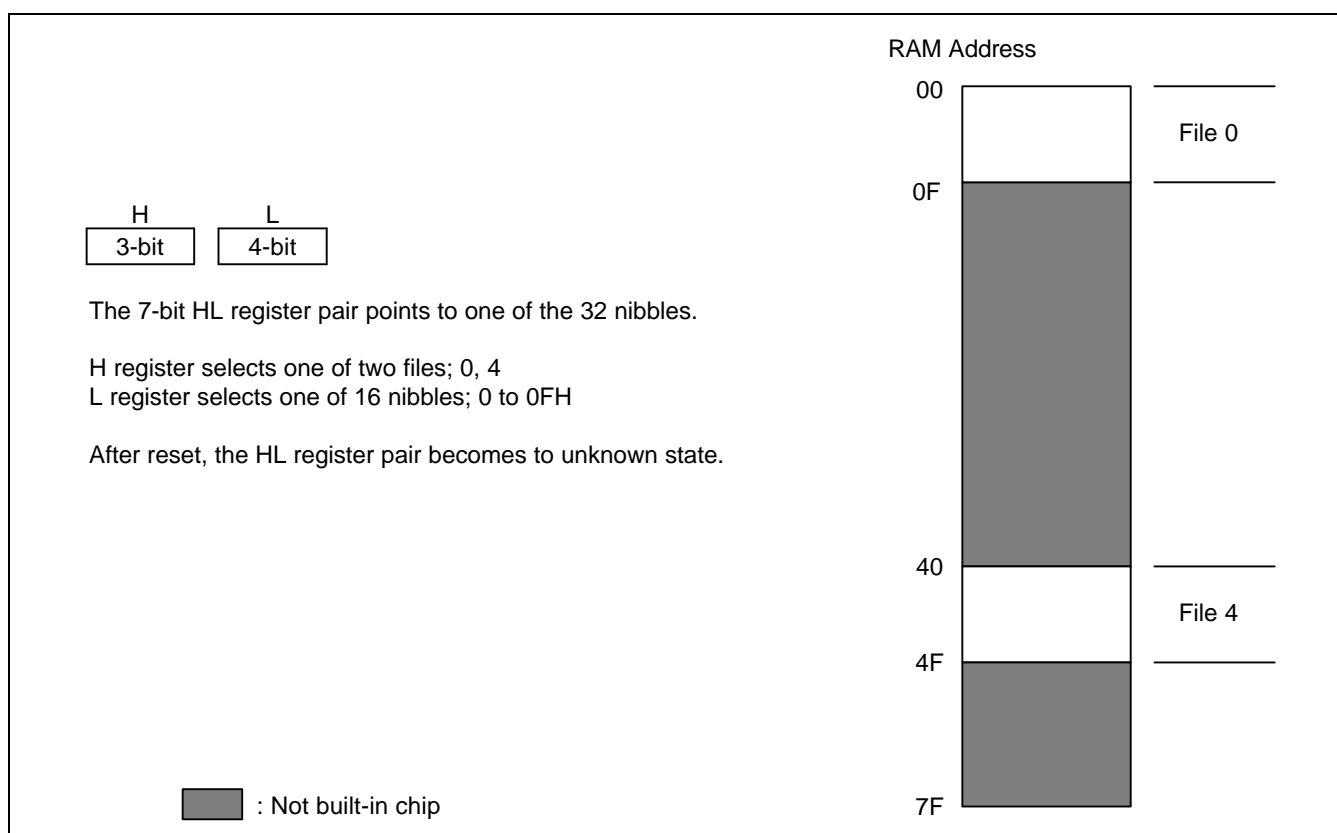 RAM Address
00
File 0
0F
H L
3-bit 4-bit
The 7-bit HL register pair points to one of the 32 nibbles.
H register selects one of two files; 0, 4
L register selects one of 16 nibbles; 0 to 0FH
After reset, the HL register pair becomes to unknown state.
40
File 4
4F
: Not built-in chip
7F